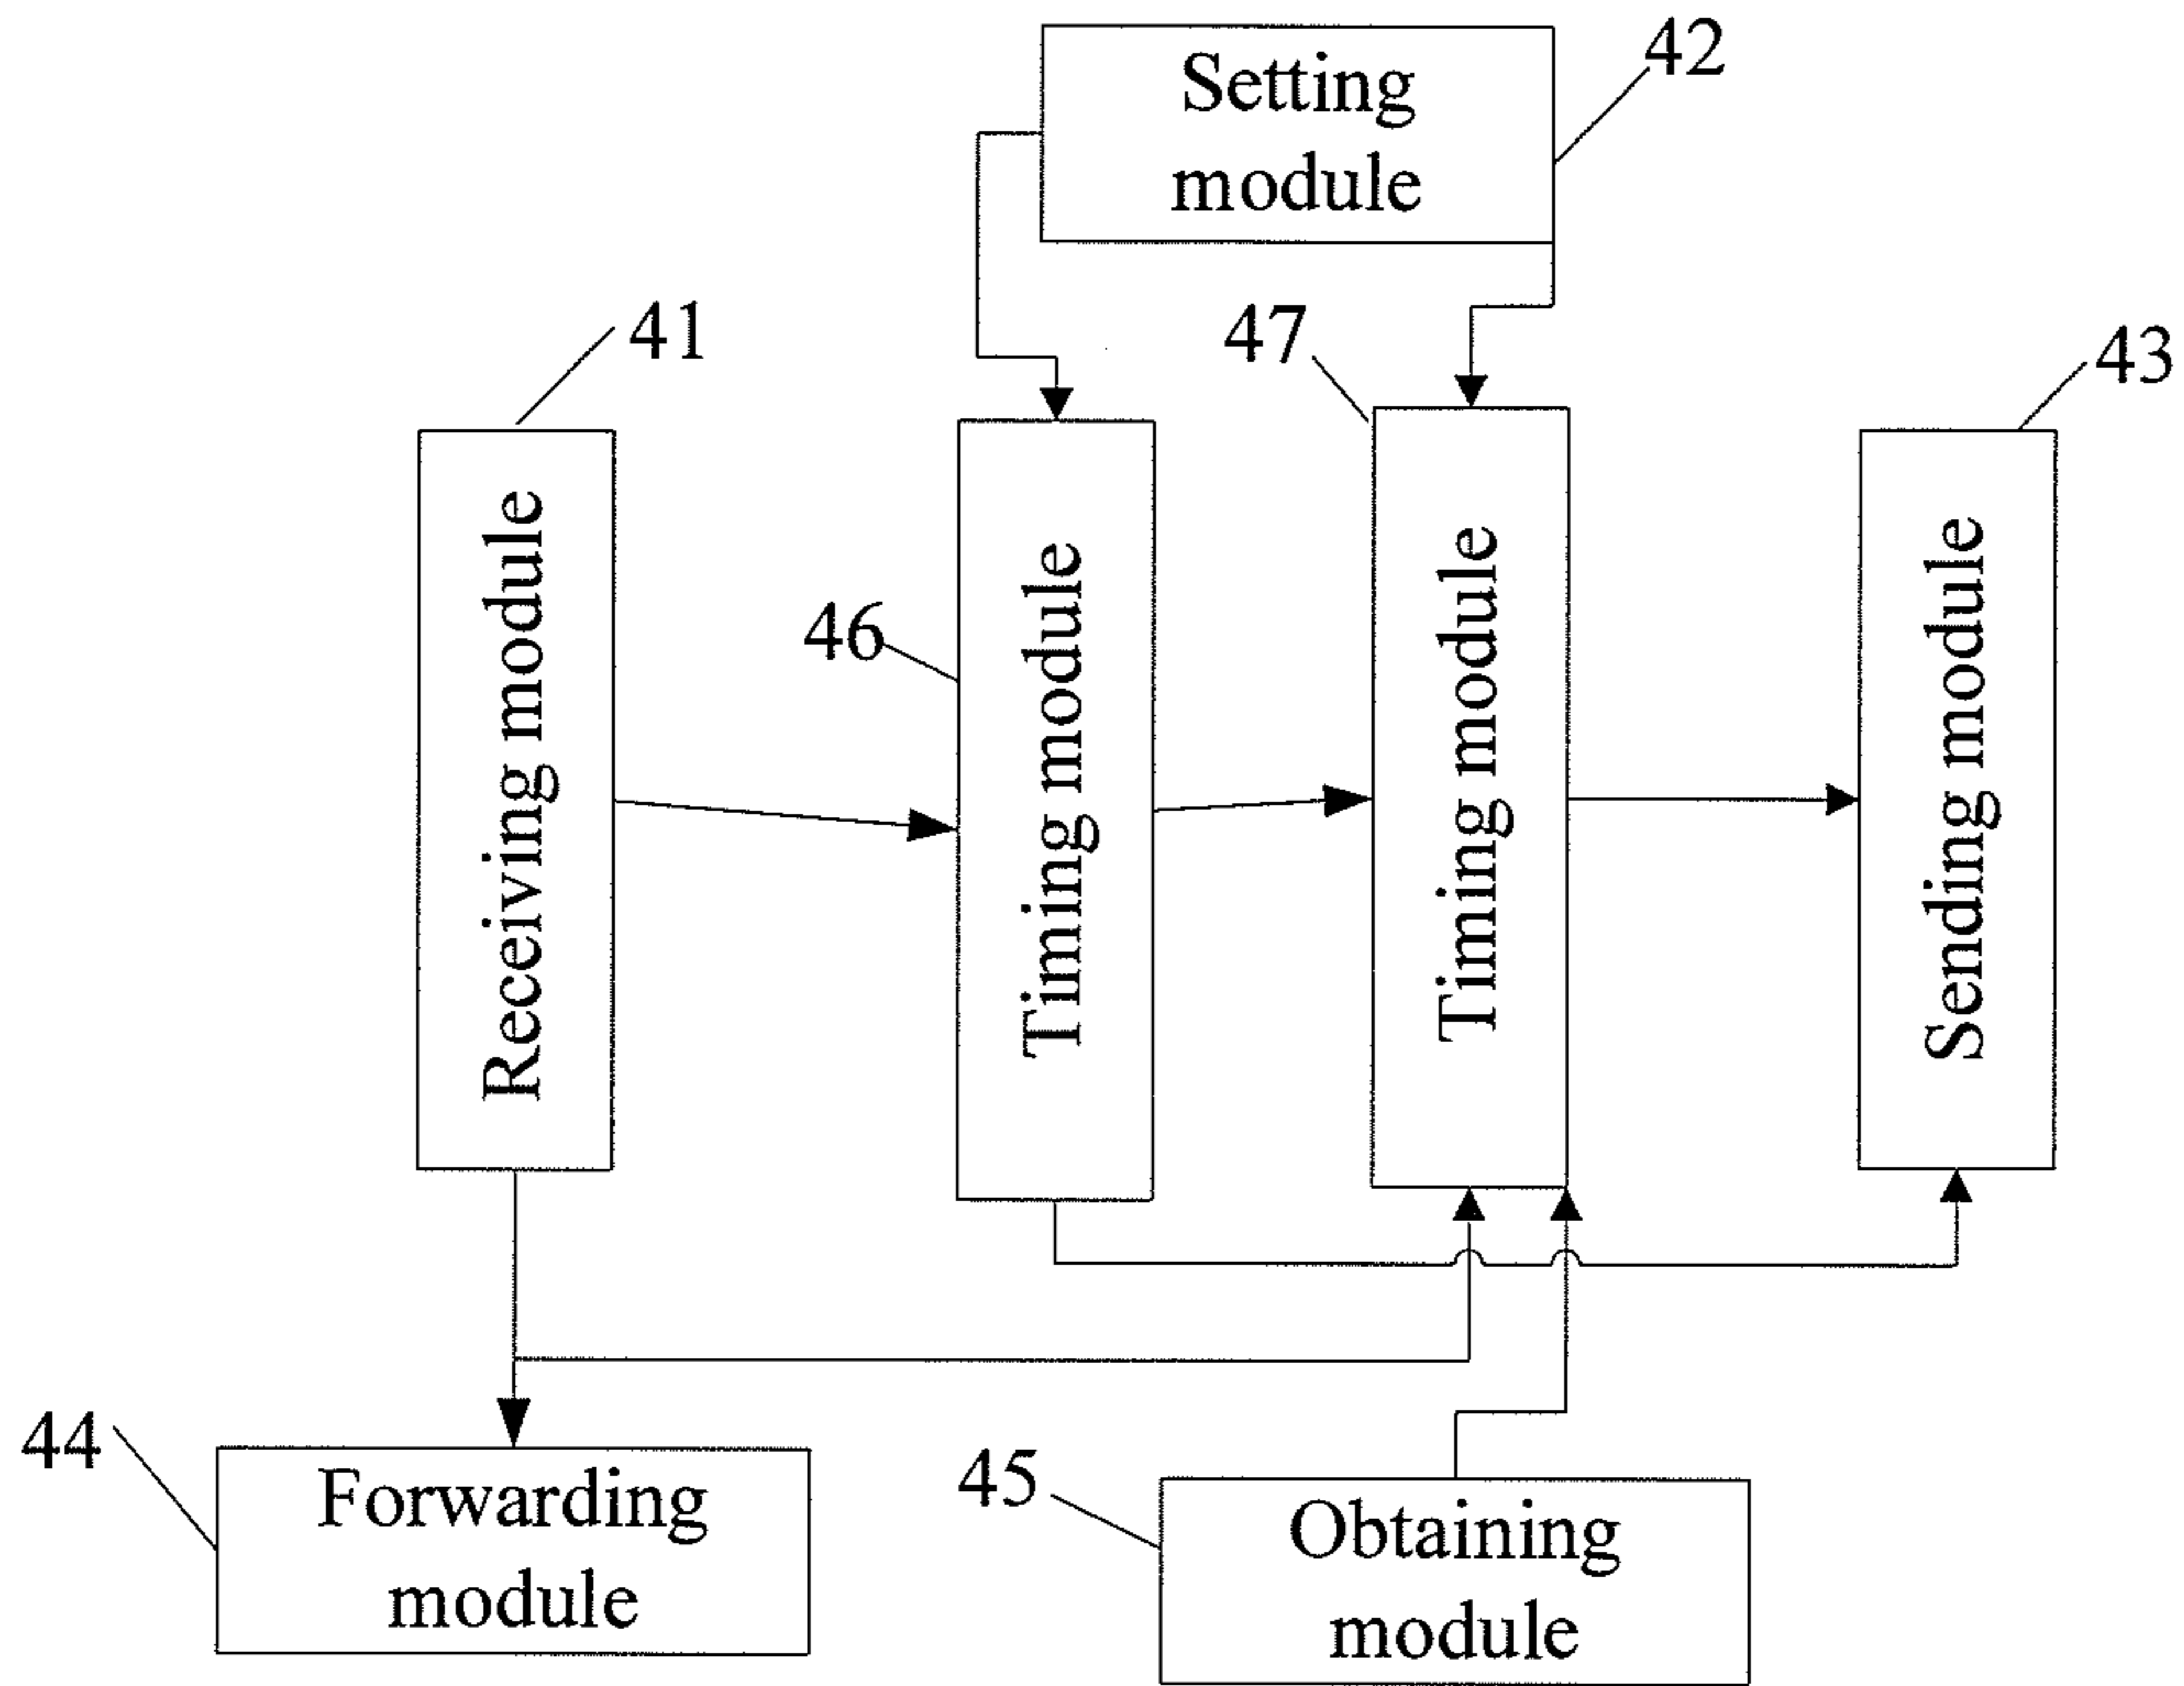 Setting
module
42
41
47
43
Receiving module
46
Timing module
Timing module
Sending module
44
Forwarding
module
45
Obtaining
module